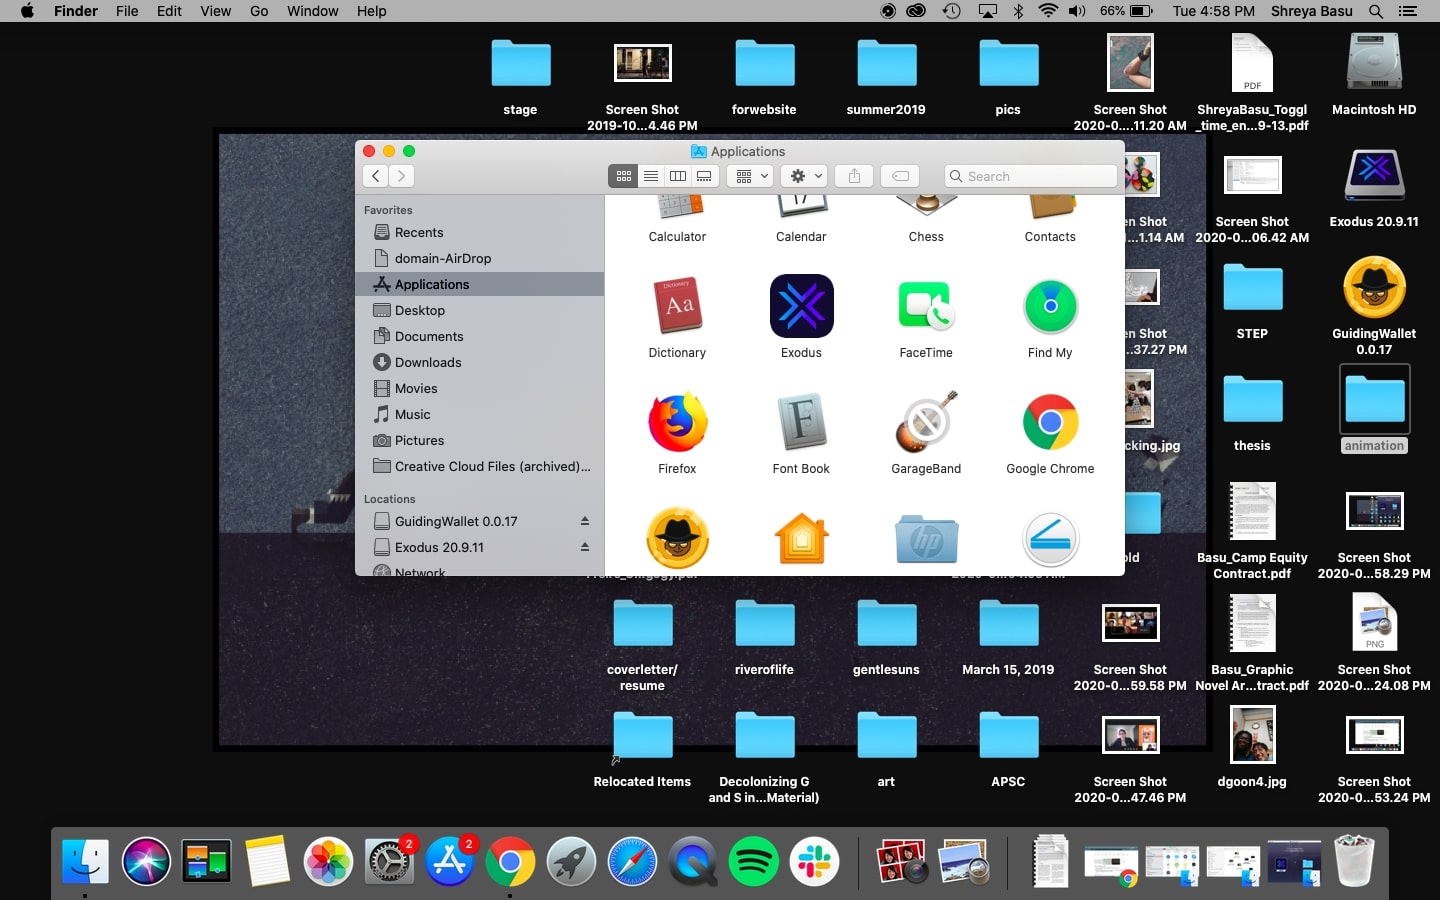 Finder File Edit View Go Window Help 66% Tue 4:58 PM Shreya Basu
stage
Screen Shot
2019-10...4.46 PM
forwebsite
summer2019
pics
Screen Shot
2020-0....11.20 AM
PDF
ShreyaBasu_Toggl
_time_en...9-13.pdf
Macintosh HD
Applications
Search
Favorites
Recents
domain-AirDrop
Applications
Desktop
Documents
Downloads
Movies
Music
Pictures
Creative Cloud Files (archived)...
Locations
GuidingWallet 0.0.17
Exodus 20.9.11
Network
17
Calculator
Calendar
Chess
Contacts
Dictionary
Aa
Dictionary
Exodus
FaceTime
Find My
Firefox
F
Font Book
GarageBand
Google Chrome
hp
en Shot
...1.14 AM
Screen Shot
2020-0...06.42 AM
Exodus 20.9.11
en Shot
...37.27 PM
STEP
GuidingWallet
0.0.17
cking.jpg
thesis
animation
old
Basu_Camp Equity
Contract.pdf
Screen Shot
2020-0...58.29 PM
coverletter/
resume
riveroflife
gentlesuns
March 15, 2019
Screen Shot
2020-0...59.58 PM
Basu_Graphic
Novel Ar...tract.pdf
PNG
Screen Shot
2020-0...24.08 PM
Relocated Items
Decolonizing G
and S in...Material)
art
APSC
Screen Shot
2020-0...47.46 PM
dgoon4.jpg
Screen Shot
2020-0...53.24 PM
2
2